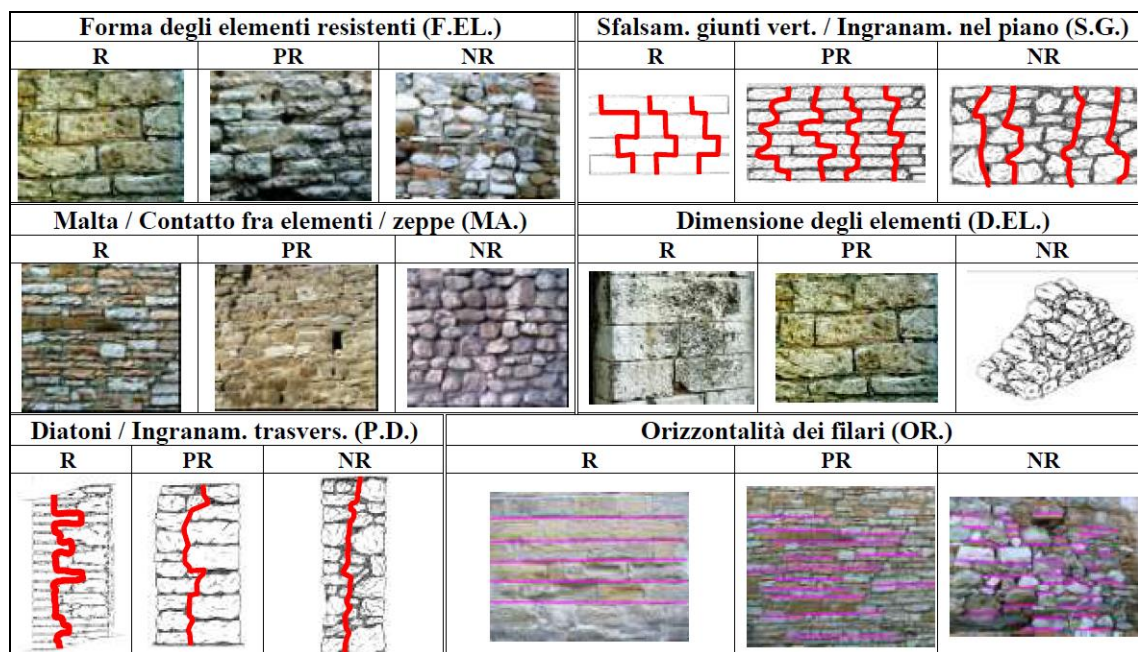 Forma degli elementi resistenti (F.EL.)
R PR NR
Sfalsam. giunti vert. / Ingranam. nel piano (S.G.)
R PR NR
Malta / Contatto fra elementi / zeppe (MA.)
R PR NR
Dimensione degli elementi (D.EL.)
R PR NR
Diatoni / Ingranam. trasvers. (P.D.)
R PR NR
Orizzontalità dei filari (OR.)
R PR NR